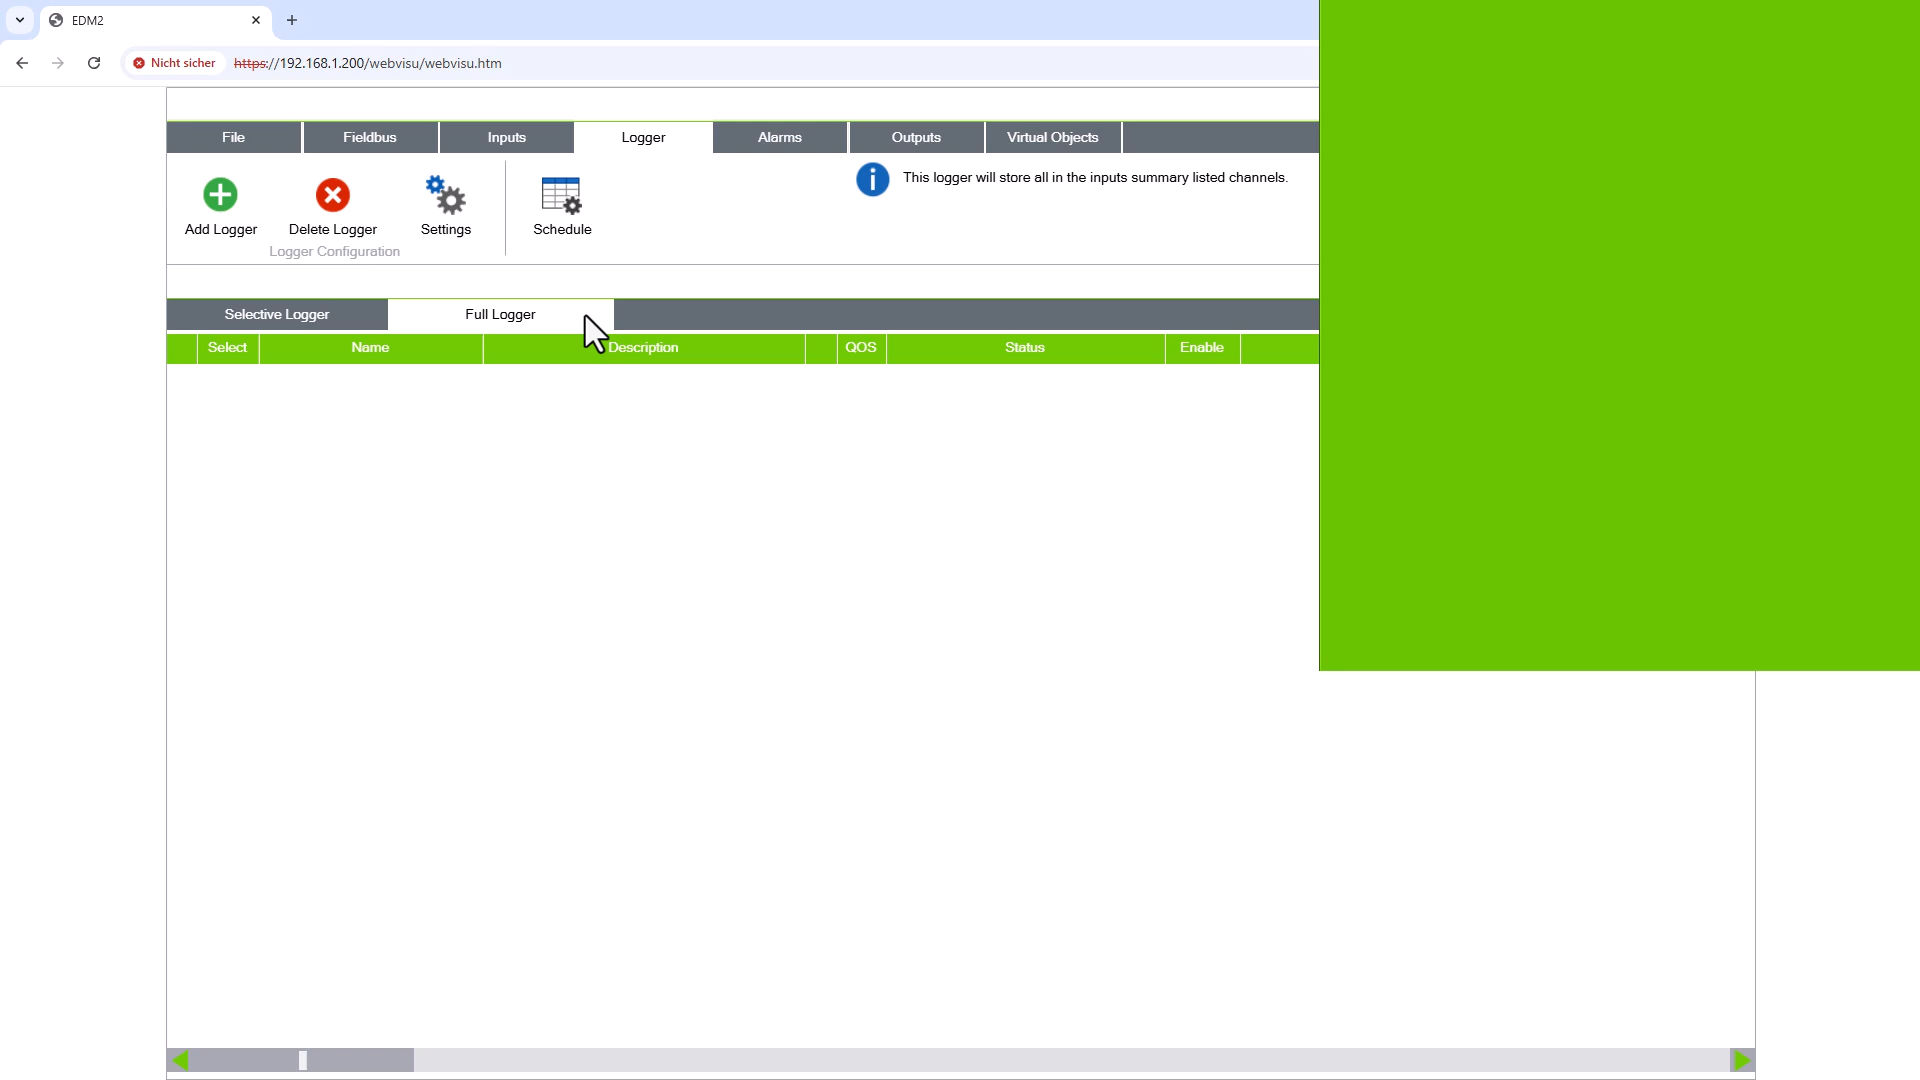 EDM2
Nicht sicher https://192.168.1.200/webvisu/webvisu.htm
File Fieldbus Inputs Logger Alarms Outputs Virtual Objects
This logger will store all in the inputs summary listed channels.
Add Logger Delete Logger Settings Schedule
Logger Configuration
Selective Logger Full Logger
Select Name Description QOS Status Enable